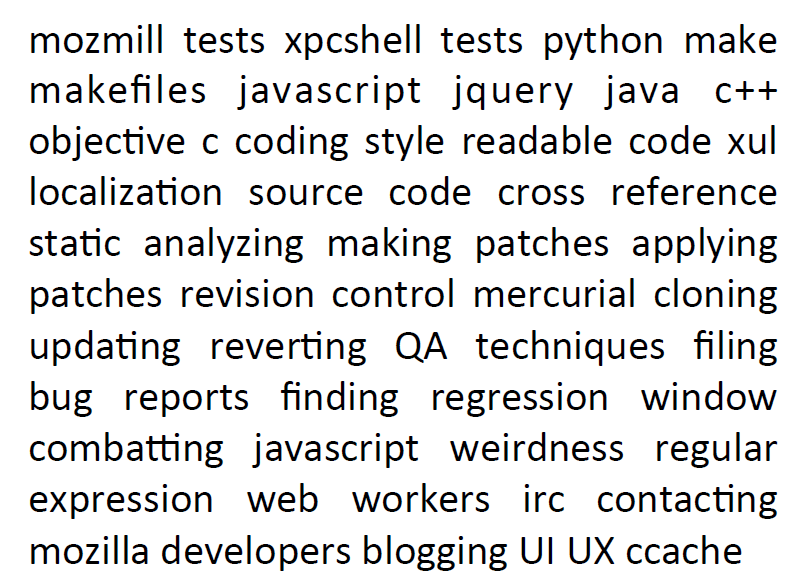 mozmill tests xpcshell tests python make
makefiles javascript jquery java c++
objective c coding style readable code xul
localization source code cross reference
static analyzing making patches applying
patches revision control mercurial cloning
updating reverting QA techniques filing
bug reports finding regression window
combatting javascript weirdness regular
expression web workers irc contacting
mozilla developers blogging UI UX ccache